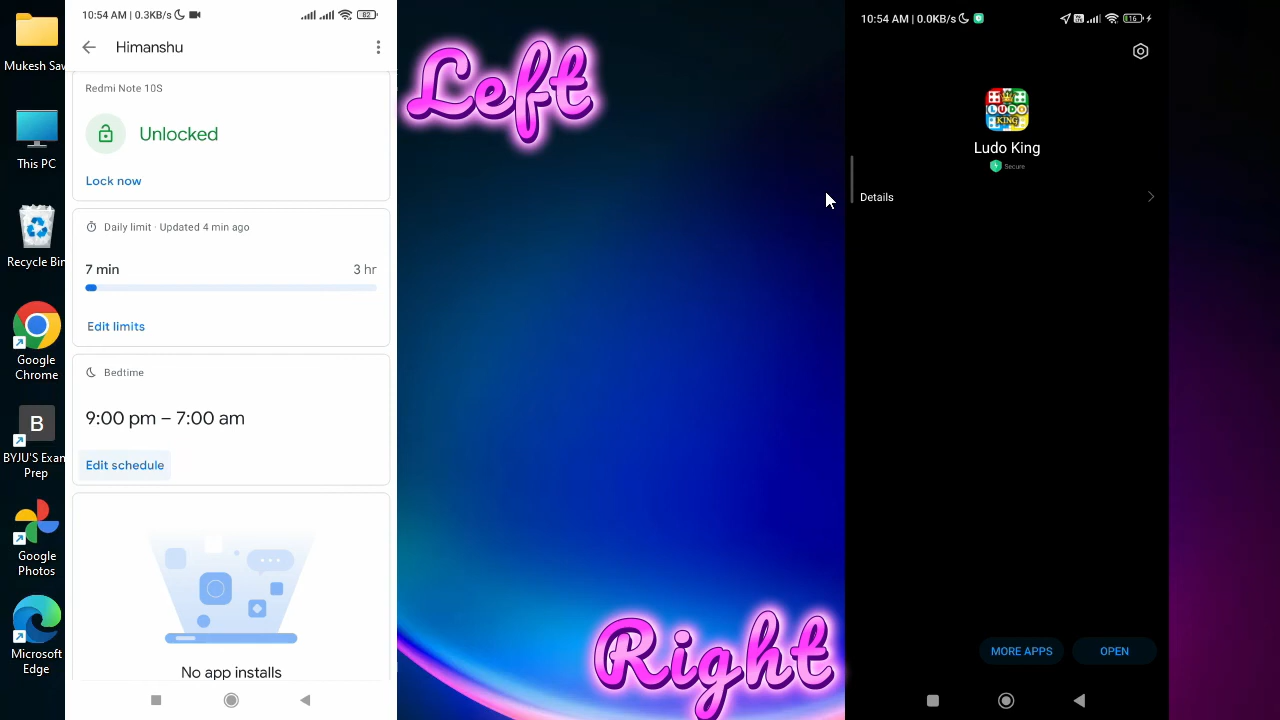 Mukesh Sav
This PC
Recycle Bin
Google
Chrome
B
BYJU'S Exam
Prep
Google
Photos
Microsoft
Edge
10:54 AM | 0.3KB/s
82
Himanshu
Redmi Note 10S
Unlocked
Lock now
Daily limit · Updated 4 min ago
7 min
3 hr
Edit limits
Bedtime
9:00 pm – 7:00 am
Edit schedule
No app installs
Left
Right
10:54 AM | 0.0KB/s
16
LUDO
KING
Ludo King
Secure
Details
MORE APPS
OPEN